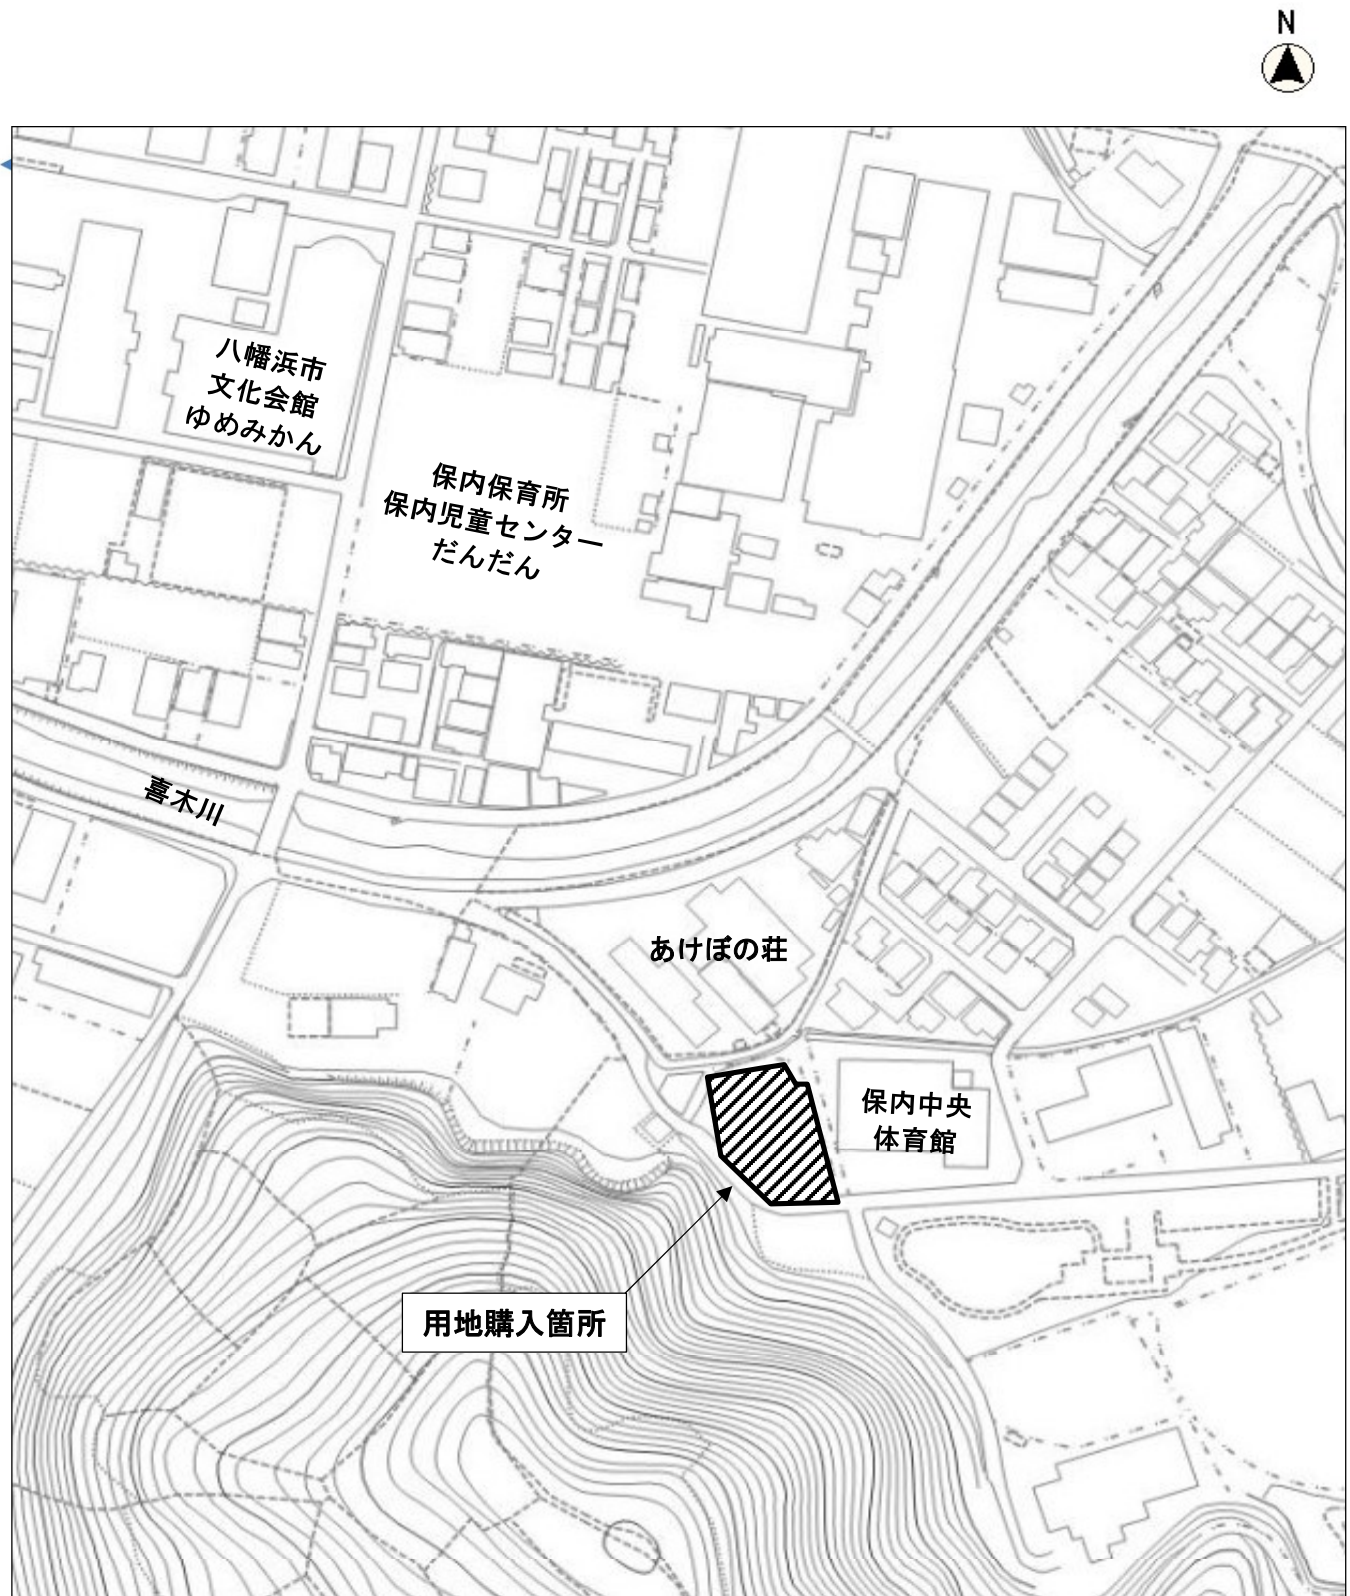 N
八幡浜市
文化会館
ゆめみかん
保内保育所
保内児童センター
だんだん
喜木川
あけぼの荘
保内中央
体育館
用地購入箇所